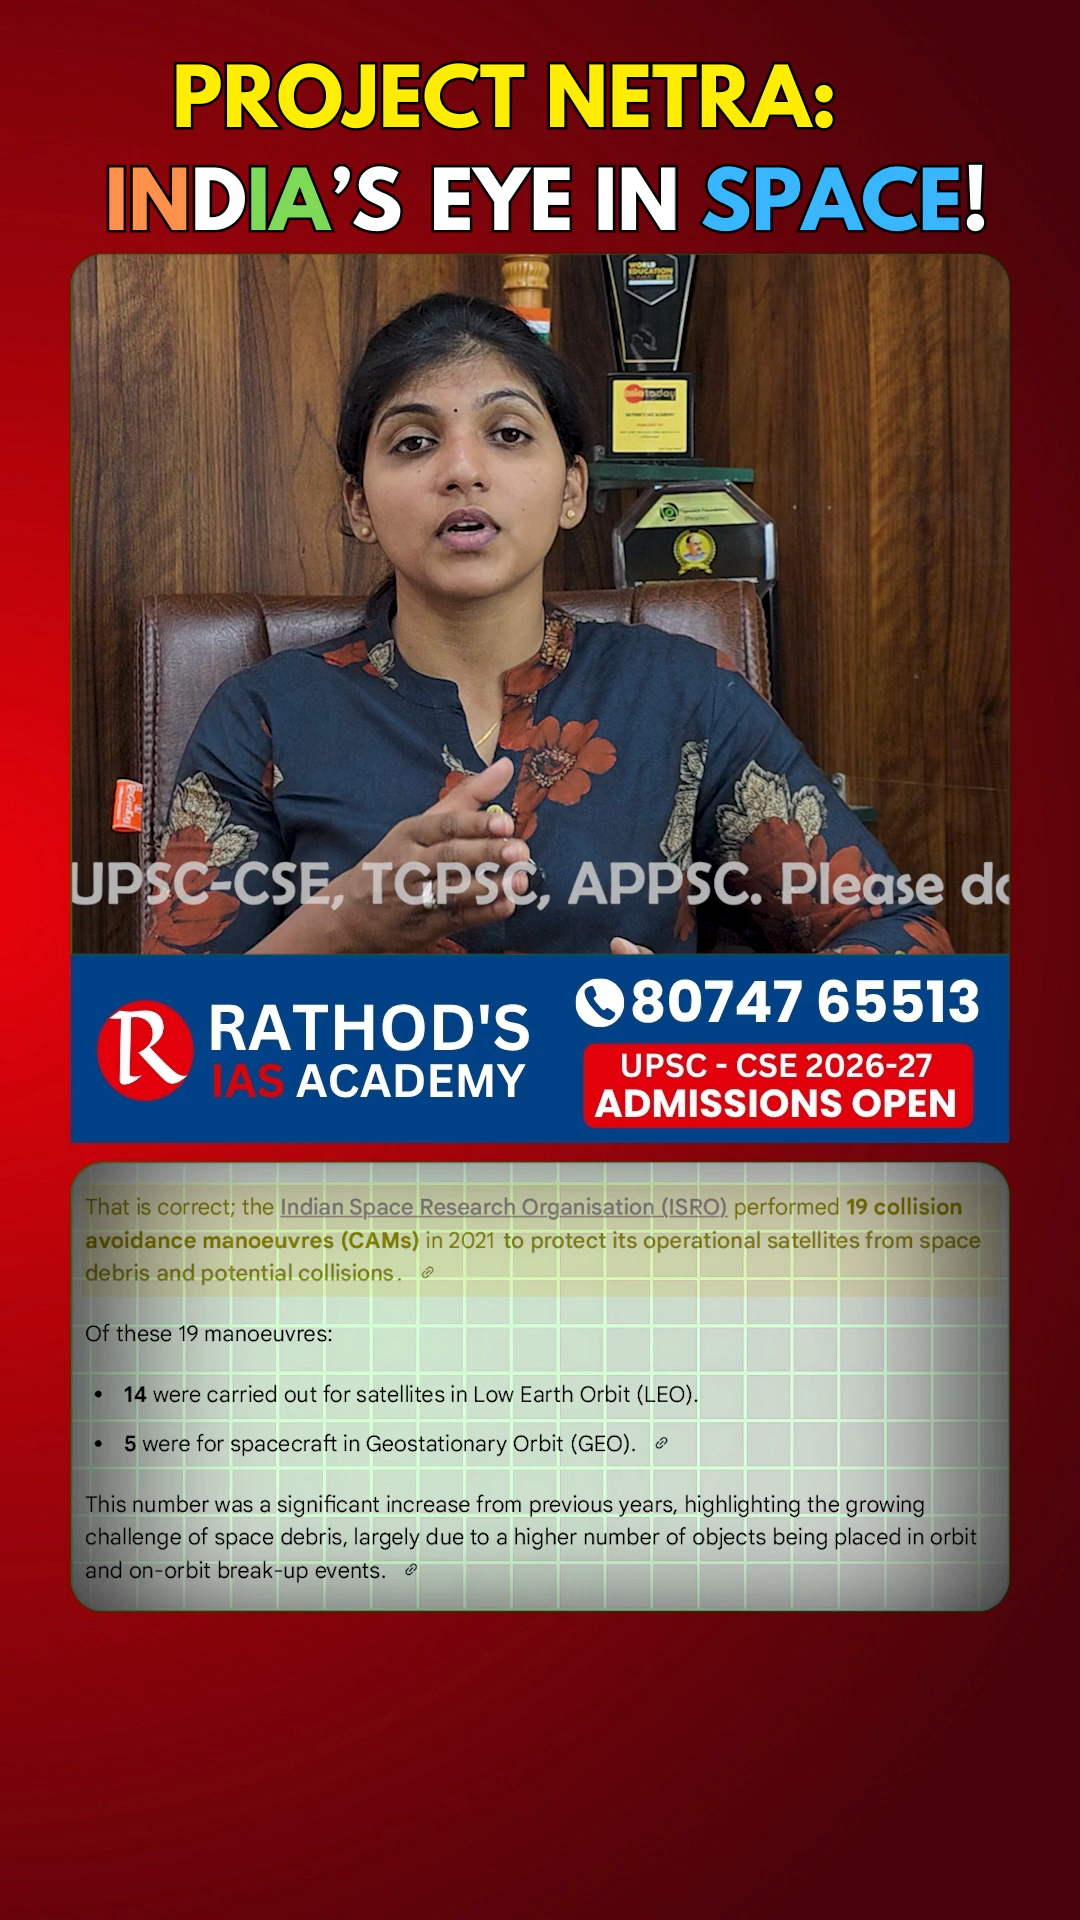 PROJECT NETRA:
INDIA’S EYE IN SPACE!
WORLD
EDUCATION
asiatoday
UPSC-CSE, TGPSC, APPSC. Please do
R RATHOD'S
IAS ACADEMY
80747 65513
UPSC - CSE 2026-27
ADMISSIONS OPEN
That is correct; the Indian Space Research Organisation (ISRO) performed 19 collision
avoidance manoeuvres (CAMs) in 2021 to protect its operational satellites from space
debris and potential collisions.
Of these 19 manoeuvres:
• 14 were carried out for satellites in Low Earth Orbit (LEO).
• 5 were for spacecraft in Geostationary Orbit (GEO).
This number was a significant increase from previous years, highlighting the growing
challenge of space debris, largely due to a higher number of objects being placed in orbit
and on-orbit break-up events.